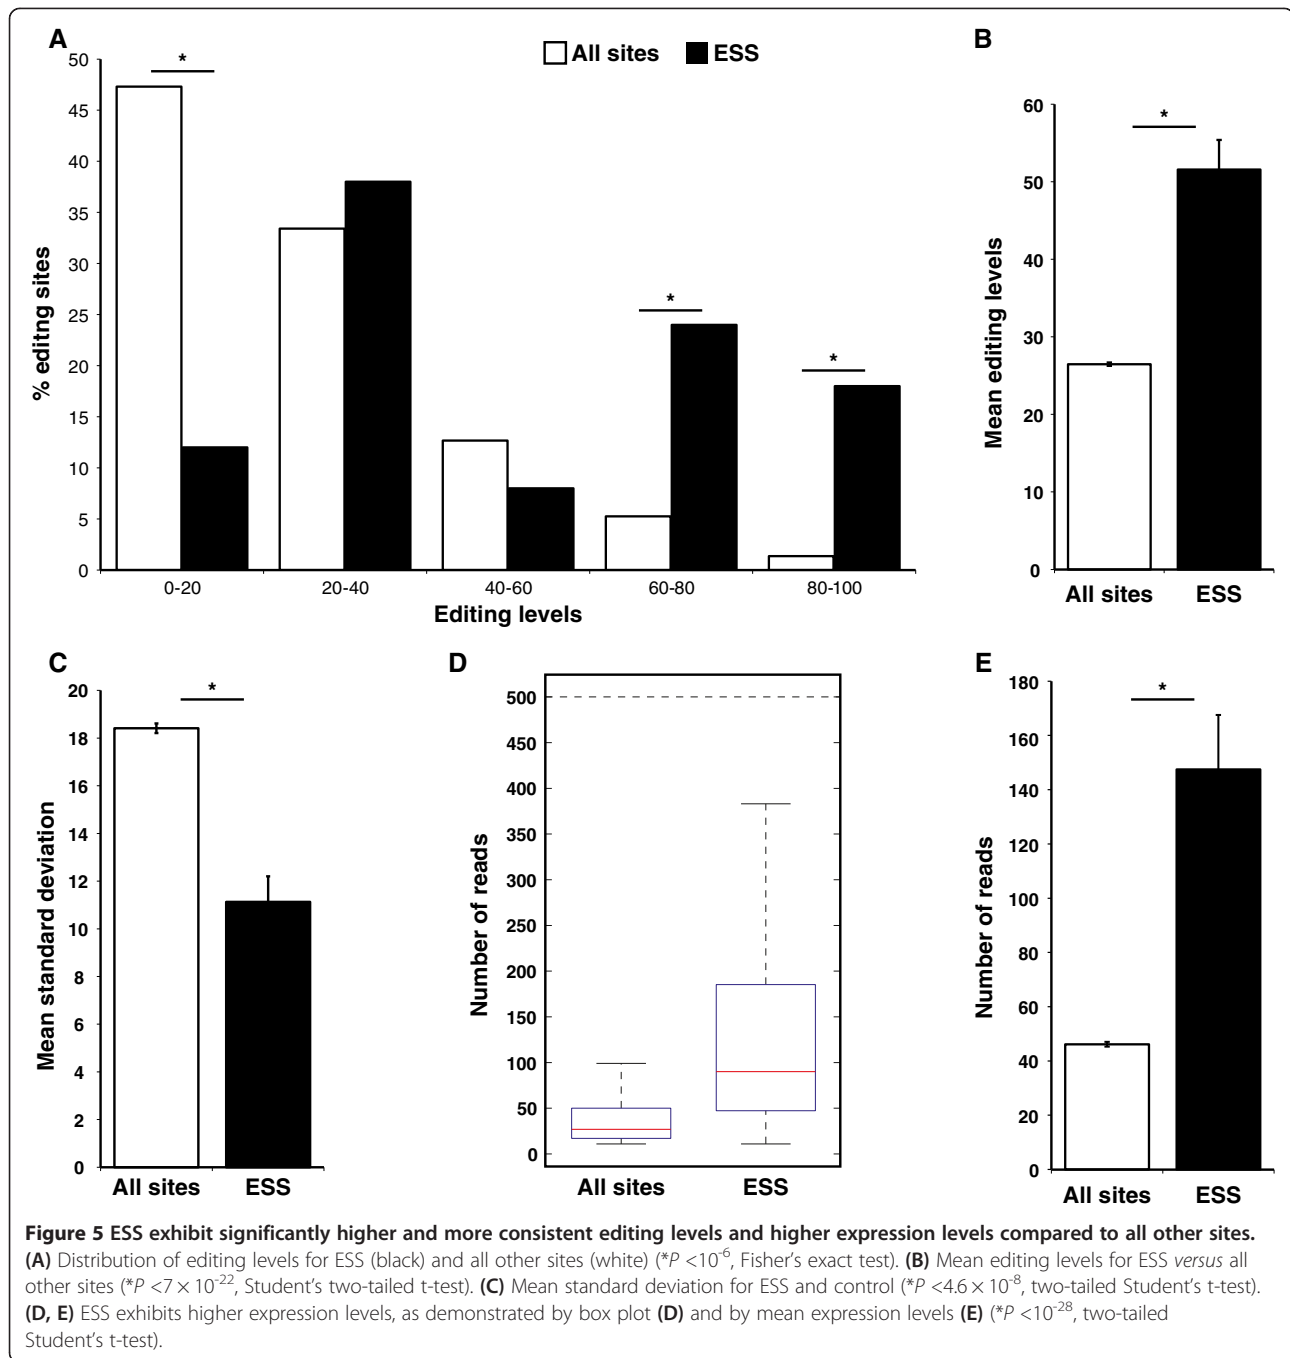 A
All sites ESS
*
*
*
50
45
40
35
30
25
20
15
10
5
0
% editng sites
0-20 20-40 40-60 60-80 80-100
Editing levels
B
*
60
50
40
30
20
10
0
Mean editing levels
All sites ESS
C
*
20
18
16
14
12
10
8
6
4
2
0
Mean standard deviation
All sites ESS
D
500
450
400
350
300
250
200
150
100
50
0
Number of reads
All sites ESS
E
*
180
160
140
120
100
80
60
40
20
0
Number of reads
All sites ESS
Figure 5 ESS exhibit significantly higher and more consistent editing levels and higher expression levels compared to all other sites.
(A) Distribution of editing levels for ESS (black) and all other sites (white) (*P <10⁻⁶, Fisher's exact test). (B) Mean editing levels for ESS versus all
other sites (*P <7 × 10⁻²², Student's two-tailed t-test). (C) Mean standard deviation for ESS and control (*P <4.6 × 10⁻⁸, two-tailed Student's t-test).
(D, E) ESS exhibits higher expression levels, as demonstrated by box plot (D) and by mean expression levels (E) (*P <10⁻²⁸, two-tailed
Student's t-test).